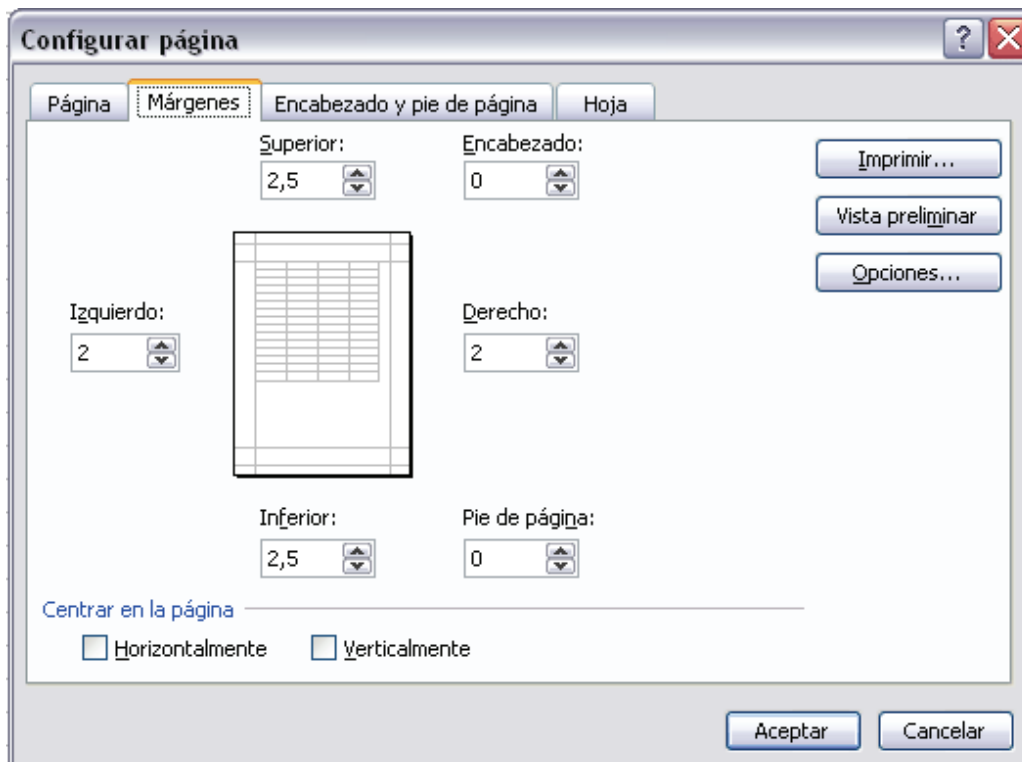 Configurar página
Página Márgenes Encabezado y pie de página Hoja
Superior: Encabezado:
2,5 0
Imprimir...
Vista preliminar
Opciones...
Izquierdo: Derecho:
2 2
Inferior: Pie de página:
2,5 0
Centrar en la página
Horizontalmente Verticalmente
Aceptar Cancelar